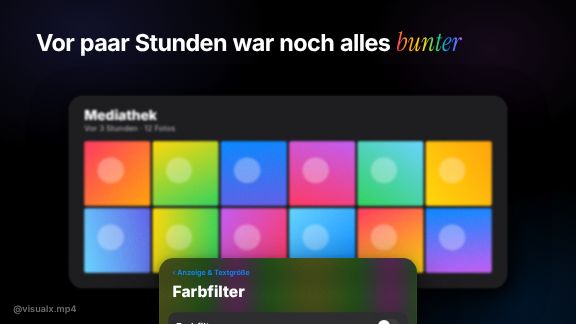 Vor paar Stunden war noch alles bunter
Mediathek
Vor 3 Stunden · 12 Fotos
‹ Anzeige & Textgröße
Farbfilter
@visualx.mp4